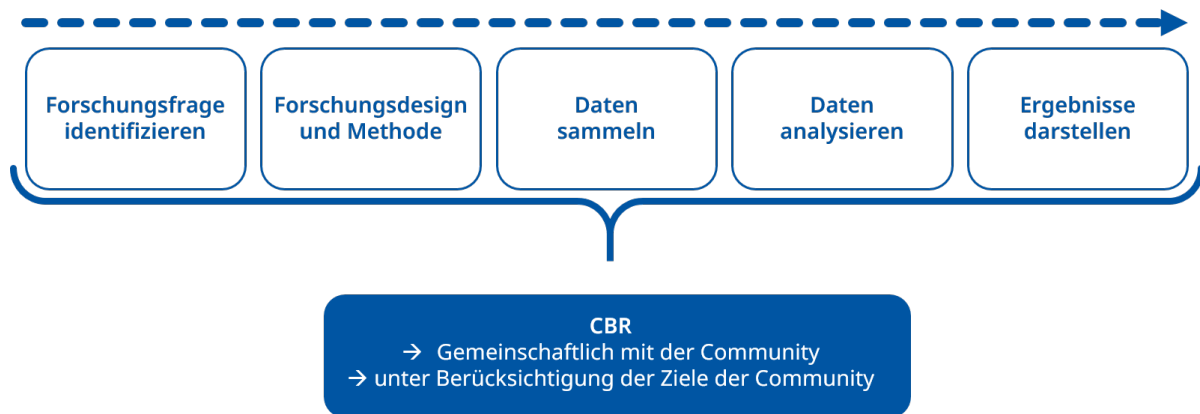 Forschungsfrage
identifizieren
Forschungsdesign
und Methode
Daten
sammeln
Daten
analysieren
Ergebnisse
darstellen
CBR
→ Gemeinschaftlich mit der Community
→ unter Berücksichtigung der Ziele der Community